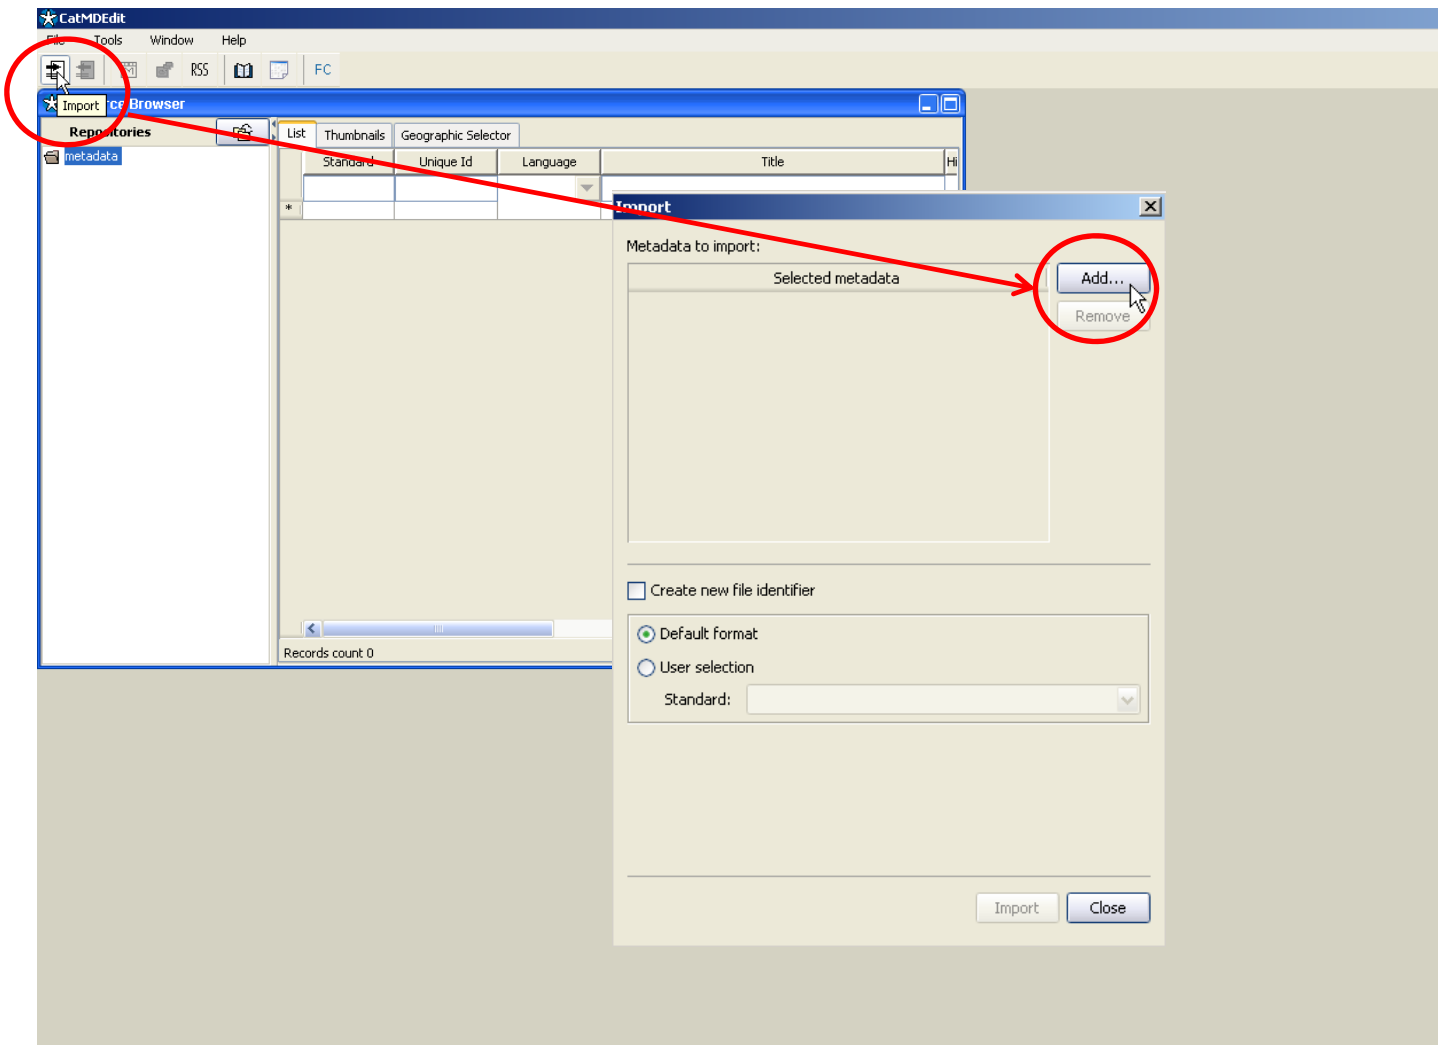 CatMDEdit
File Tools Window Help
RSS FC
Import
rce Browser
Repositories
List Thumbnails Geographic Selector
metadata
Standard Unique Id Language Title Hi
*
Import
Metadata to import:
Selected metadata
Add...
Remove
Create new file identifier
Default format
User selection
Standard:
Records count 0
Import Close